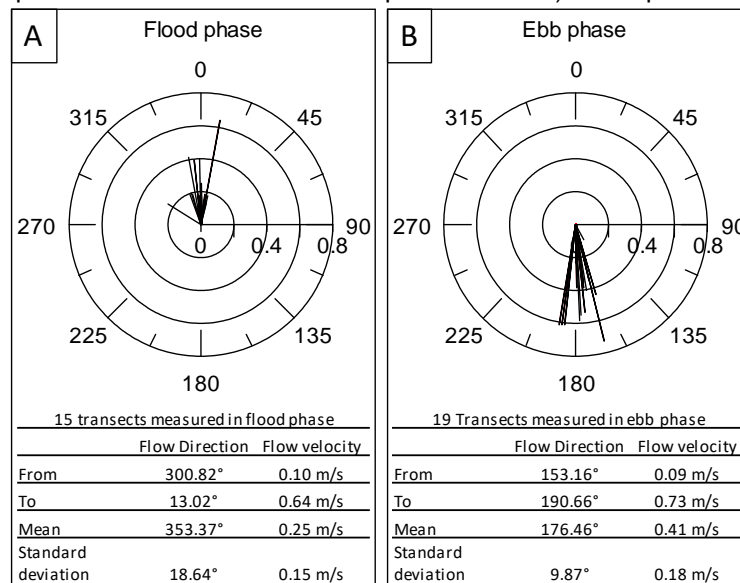 A
Flood phase
0
315
45
270
90
0
0.4
0.8
225
135
180
15 transects measured in flood phase
Flow Direction Flow velocity
From 300.82° 0.10 m/s
To 13.02° 0.64 m/s
Mean 353.37° 0.25 m/s
Standard
deviation 18.64° 0.15 m/s
B
Ebb phase
0
315
45
270
90
0
0.4
0.8
225
135
180
19 Transects measured in ebb phase
Flow Direction Flow velocity
From 153.16° 0.09 m/s
To 190.66° 0.73 m/s
Mean 176.46° 0.41 m/s
Standard
deviation 9.87° 0.18 m/s